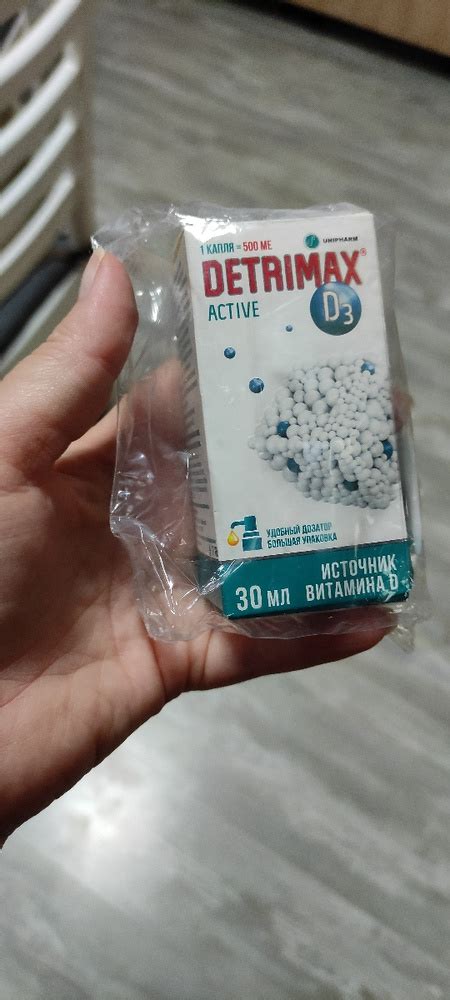 1 КАПЛЯ = 500 МЕ
UNIPHARM
DETRIMAX®
ACTIVE
D3
УДОБНЫЙ ДОЗАТОР
БОЛЬШАЯ УПАКОВКА
30 МЛ
ИСТОЧНИК
ВИТАМИНА D